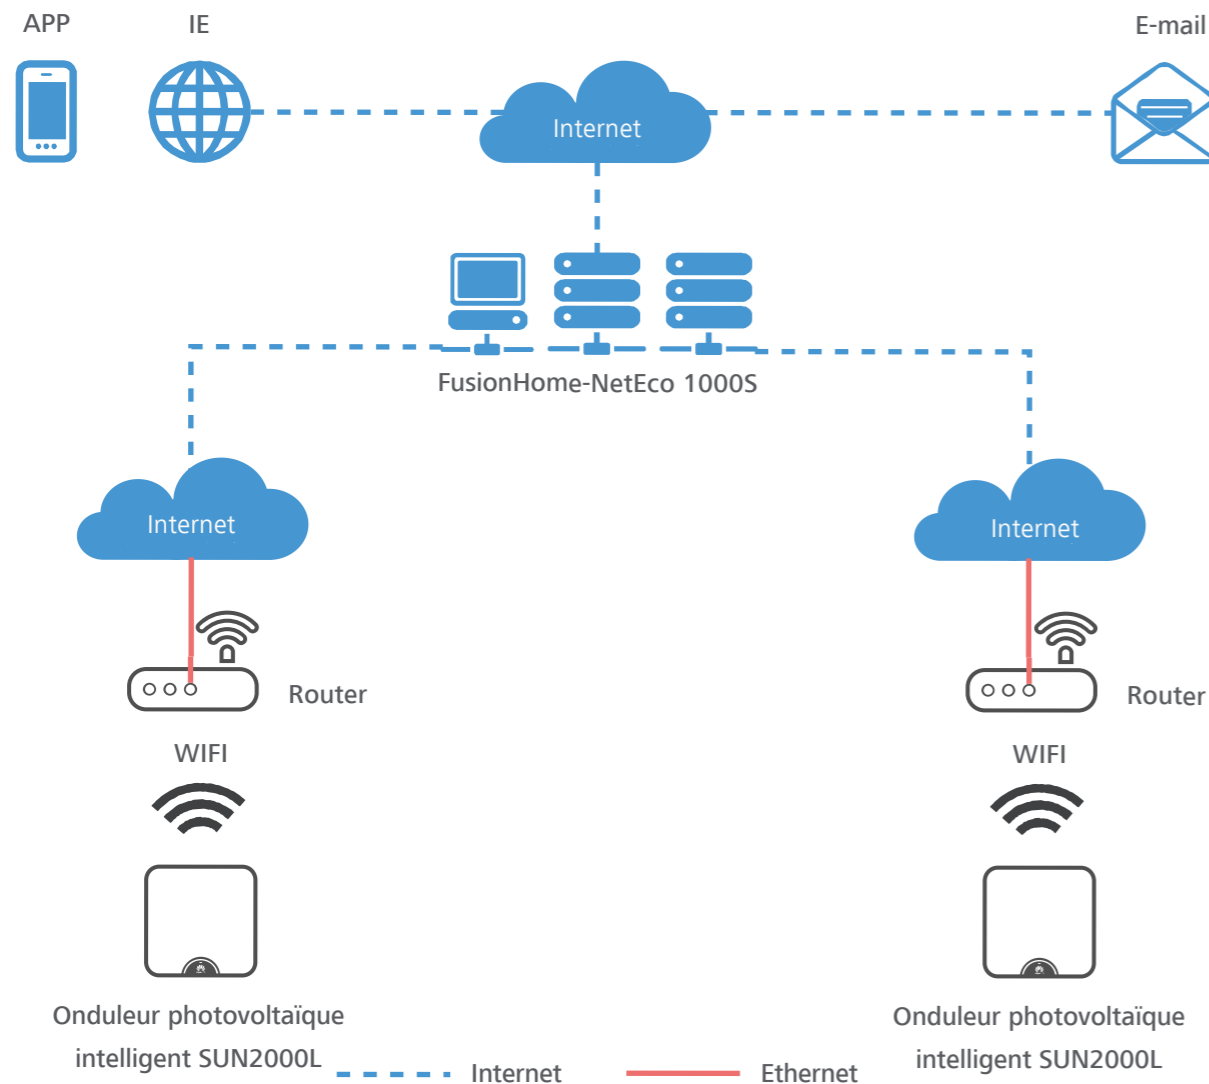 APP
IE
E-mail
Internet
FusionHome-NetEco 1000S
Internet
Internet
Router
Router
WIFI
WIFI
Onduleur photovoltaïque
intelligent SUN2000L
Onduleur photovoltaïque
intelligent SUN2000L
Internet
Ethernet